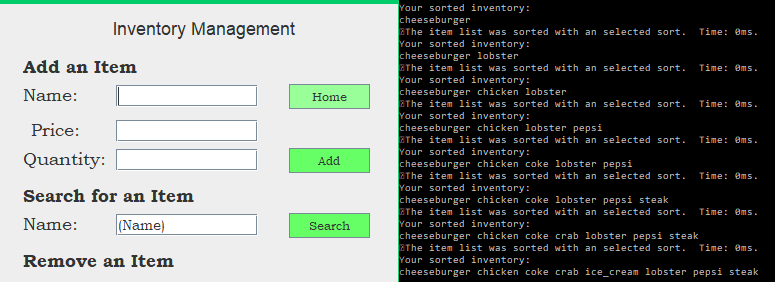 Inventory Management
Add an Item
Name:
Home
Price:
Quantity:
Add
Search for an Item
Name:
(Name)
Search
Remove an Item
Your sorted inventory:
cheeseburger
The item list was sorted with an selected sort.  Time: 0ms.
Your sorted inventory:
cheeseburger lobster
The item list was sorted with an selected sort.  Time: 0ms.
Your sorted inventory:
cheeseburger chicken lobster
The item list was sorted with an selected sort.  Time: 0ms.
Your sorted inventory:
cheeseburger chicken lobster pepsi
The item list was sorted with an selected sort.  Time: 0ms.
Your sorted inventory:
cheeseburger chicken coke lobster pepsi
The item list was sorted with an selected sort.  Time: 0ms.
Your sorted inventory:
cheeseburger chicken coke lobster pepsi steak
The item list was sorted with an selected sort.  Time: 0ms.
Your sorted inventory:
cheeseburger chicken coke crab lobster pepsi steak
The item list was sorted with an selected sort.  Time: 0ms.
Your sorted inventory:
cheeseburger chicken coke crab ice_cream lobster pepsi steak